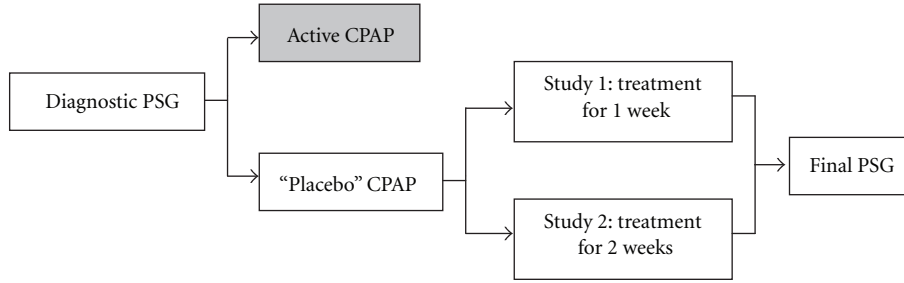 Active CPAP
Diagnostic PSG
“Placebo” CPAP
Study 1: treatment
for 1 week
Study 2: treatment
for 2 weeks
Final PSG